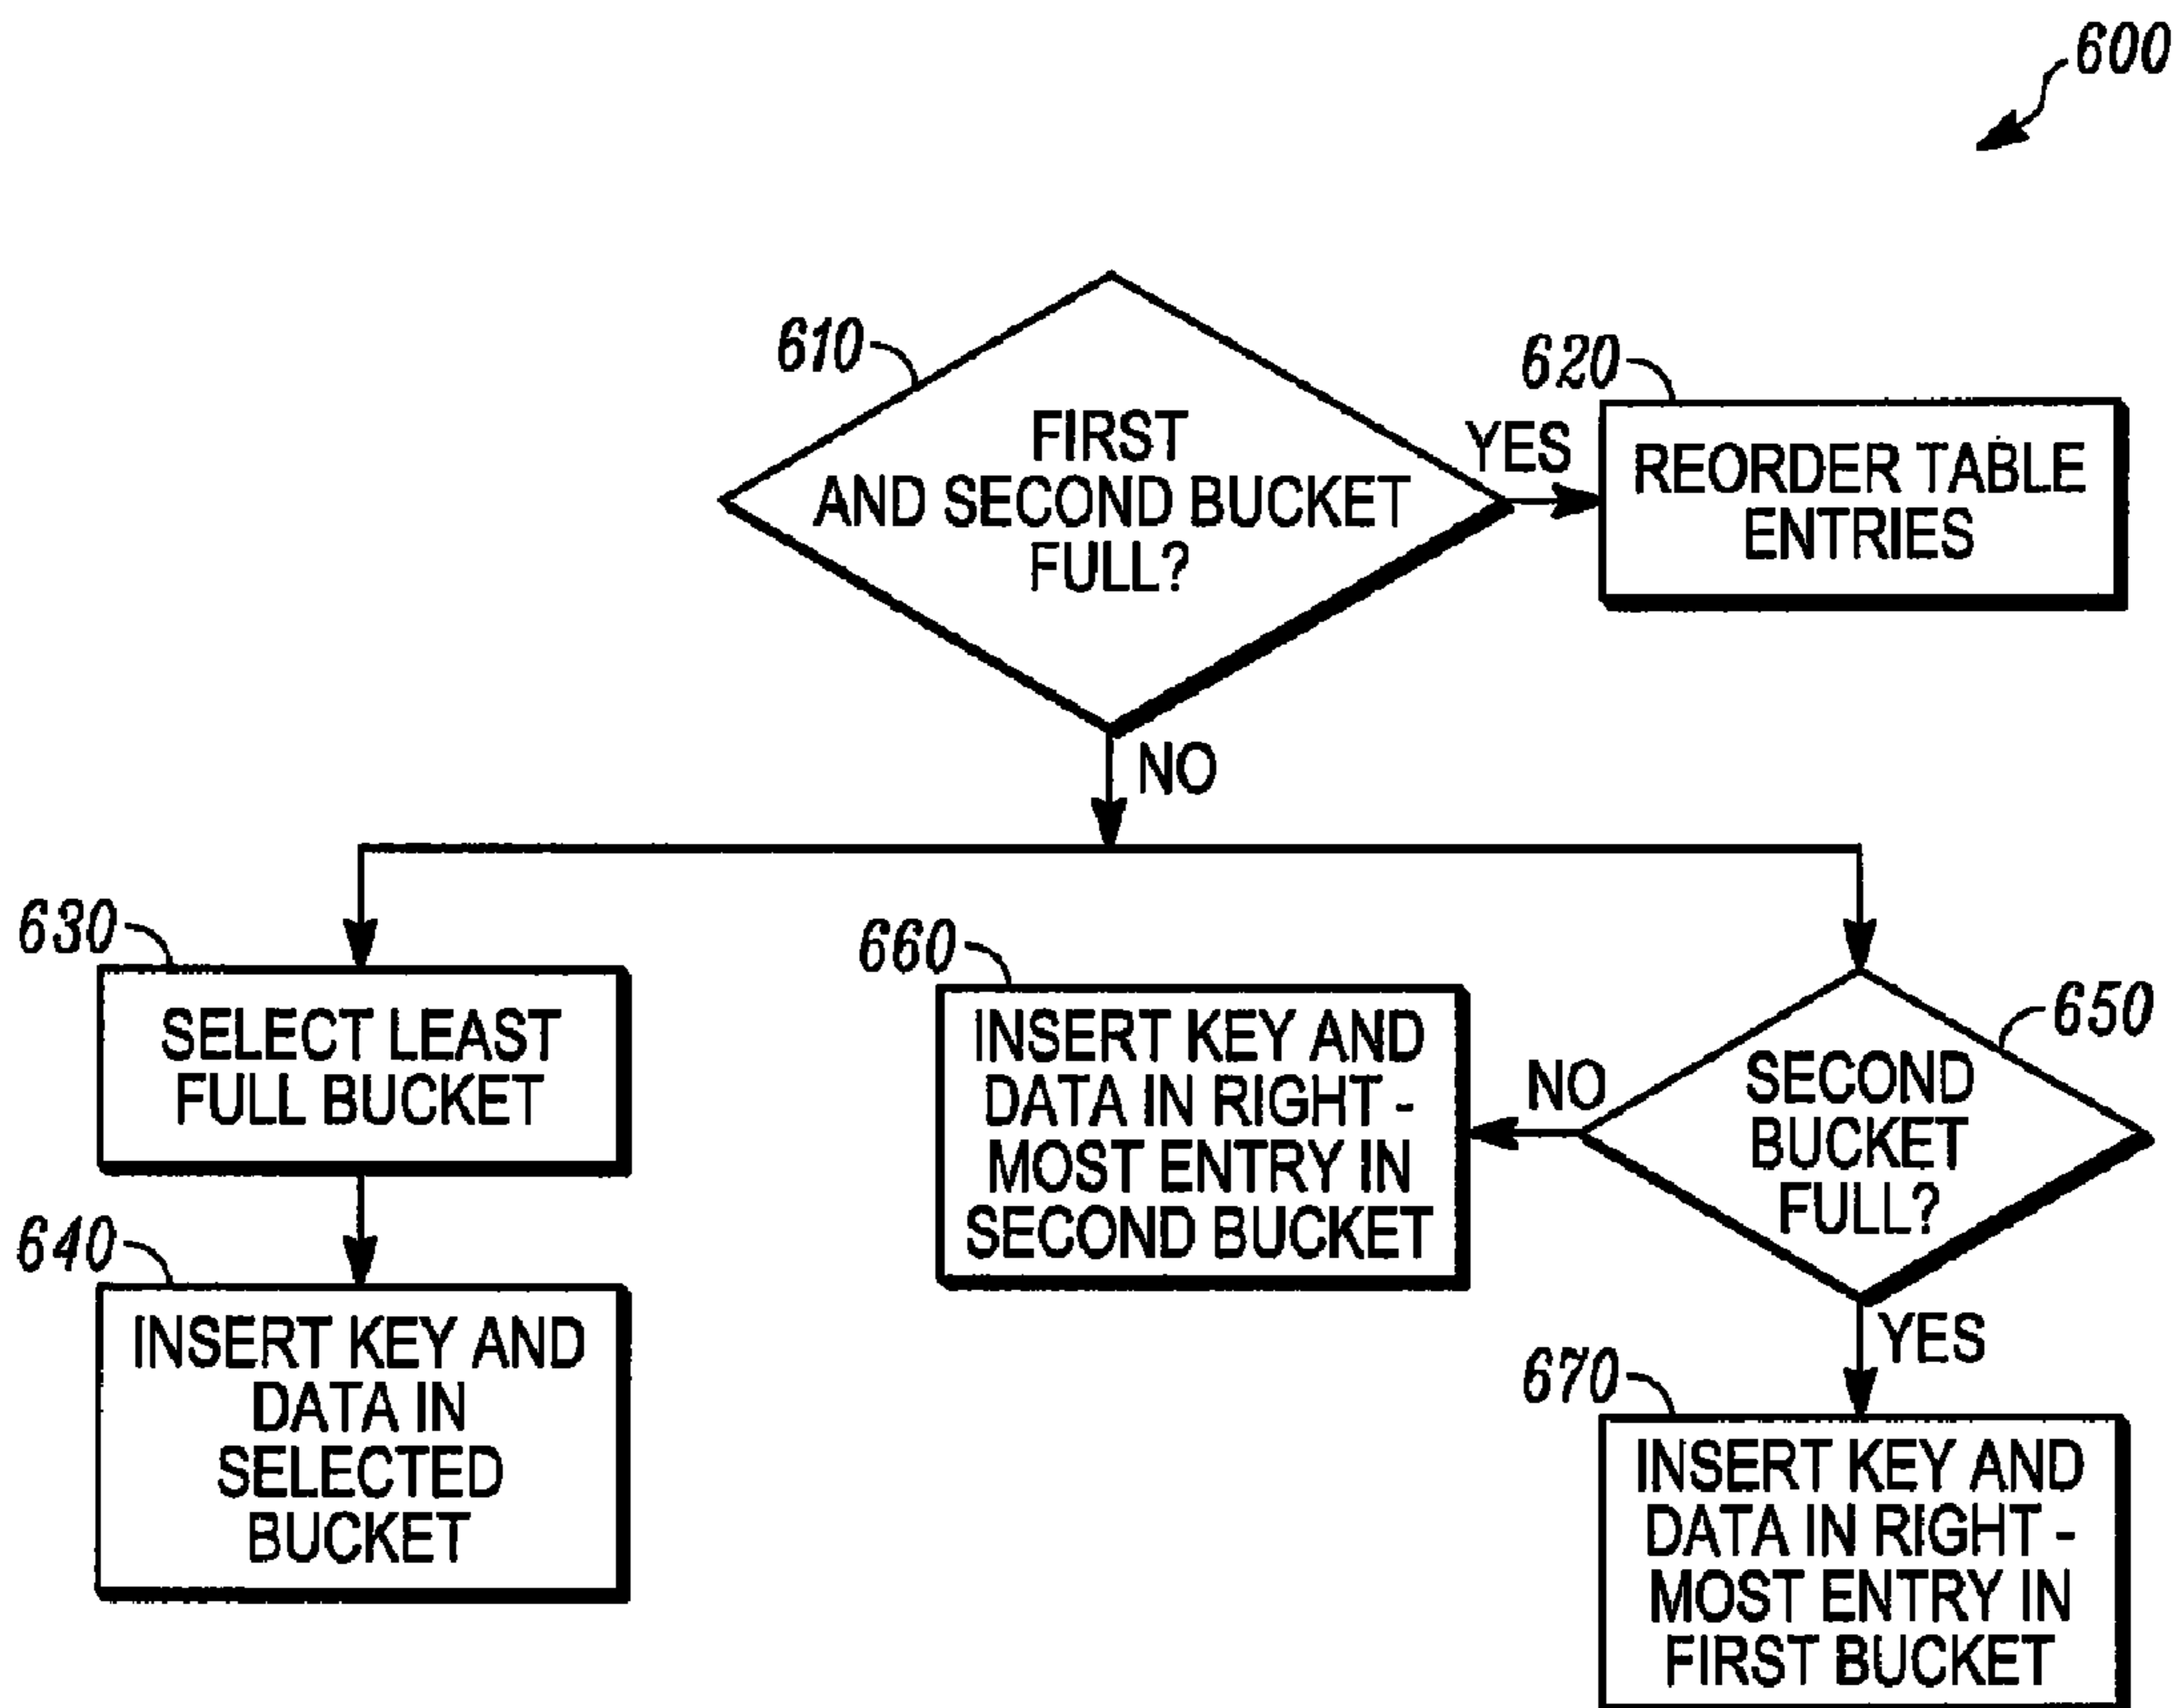 600
610
FIRST
AND SECOND BUCKET
FULL?
YES
620
REORDER TABLE
ENTRIES
NO
630
SELECT LEAST
FULL BUCKET
640
INSERT KEY AND
DATA IN
SELECTED
BUCKET
660
INSERT KEY AND
DATA IN RIGHT -
MOST ENTRY IN
SECOND BUCKET
NO
650
SECOND
BUCKET
FULL?
YES
670
INSERT KEY AND
DATA IN RIGHT -
MOST ENTRY IN
FIRST BUCKET